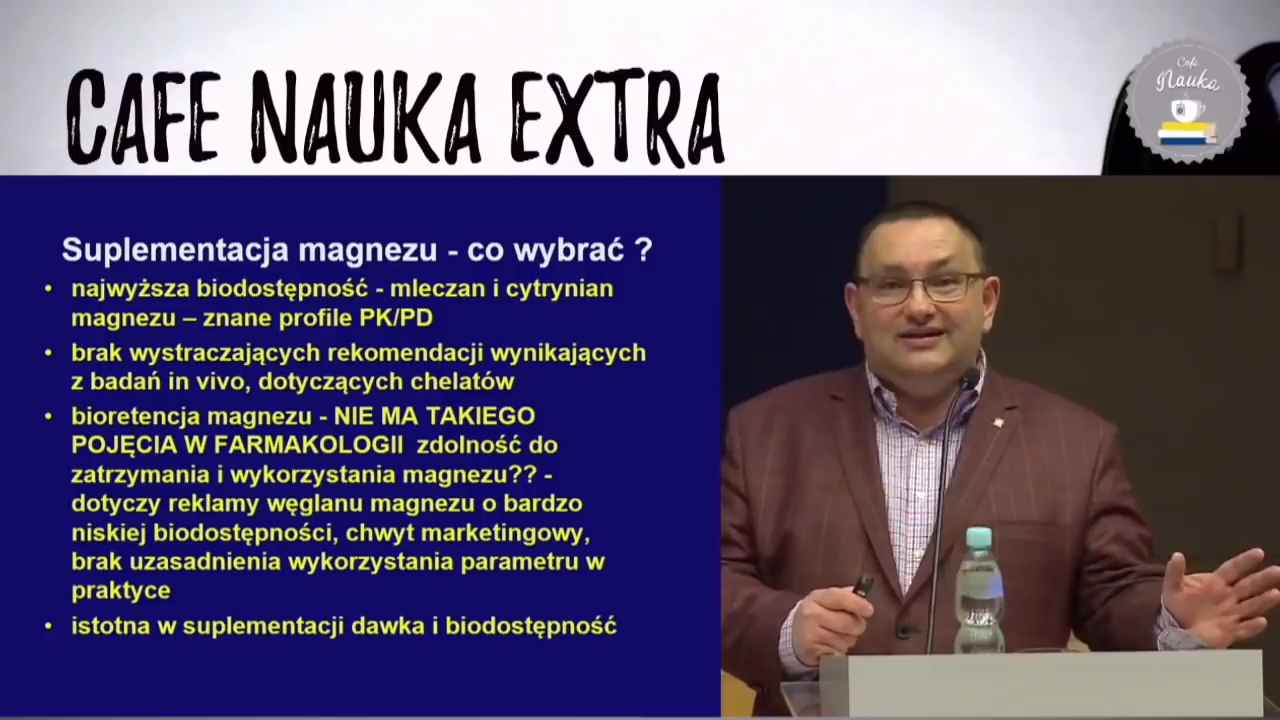 CAFE NAUKA EXTRA
Cafe
Nauka
Suplementacja magnezu - co wybrać ?
• najwyższa biodostępność - mleczan i cytrynian
magnezu – znane profile PK/PD
• brak wystraczających rekomendacji wynikających
z badań in vivo, dotyczących chelatów
• bioretencja magnezu - NIE MA TAKIEGO
POJĘCIA W FARMAKOLOGII zdolność do
zatrzymania i wykorzystania magnezu?? -
dotyczy reklamy węglanu magnezu o bardzo
niskiej biodostępności, chwyt marketingowy,
brak uzasadnienia wykorzystania parametru w
praktyce
• istotna w suplementacji dawka i biodostępność